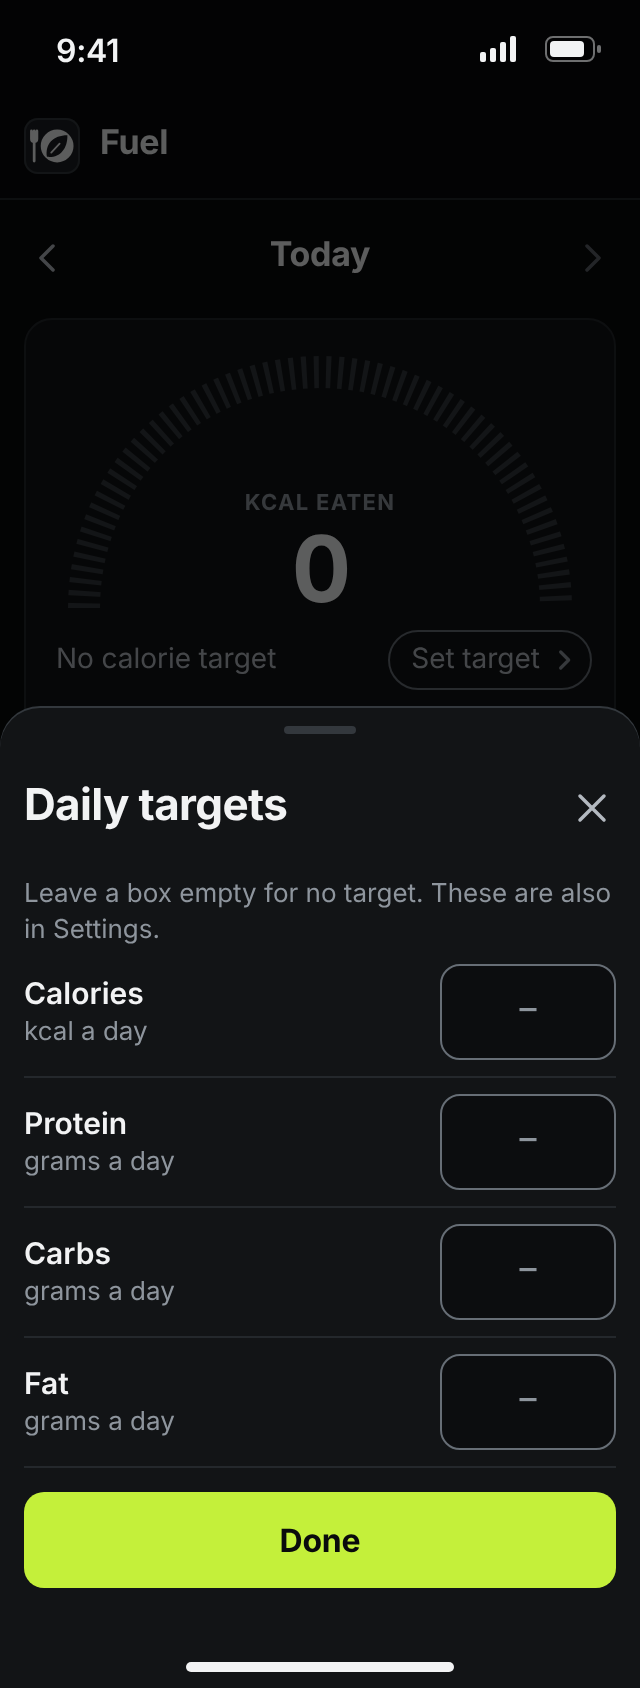 9:41
Fuel
Today
KCAL EATEN
0
No calorie target
Set target
Daily targets
Leave a box empty for no target. These are also
in Settings.
Calories
kcal a day
–
Protein
grams a day
–
Carbs
grams a day
–
Fat
grams a day
–
Done